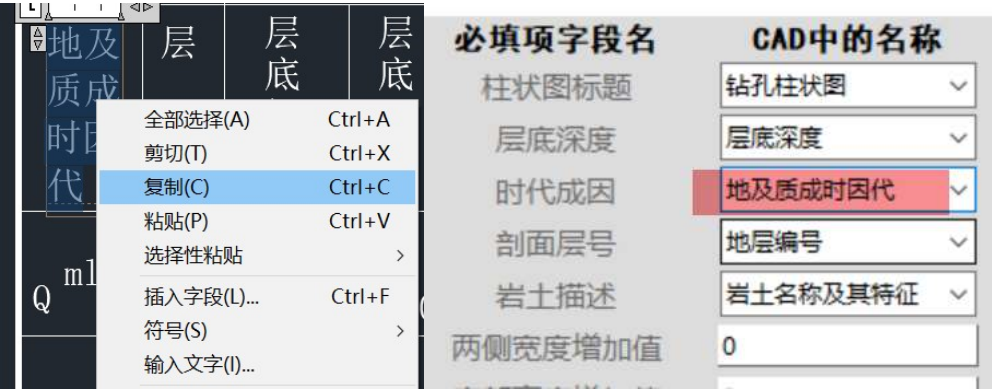 L
地及
质成
时因
代
层
层
底
层
底
Q ml
全部选择(A) Ctrl+A
剪切(T) Ctrl+X
复制(C) Ctrl+C
粘贴(P) Ctrl+V
选择性粘贴
插入字段(L)... Ctrl+F
符号(S)
输入文字(I)...
必填项字段名 CAD中的名称
柱状图标题 钻孔柱状图
层底深度 层底深度
时代成因 地及质成时因代
剖面层号 地层编号
岩土描述 岩土名称及其特征
两侧宽度增加值 0